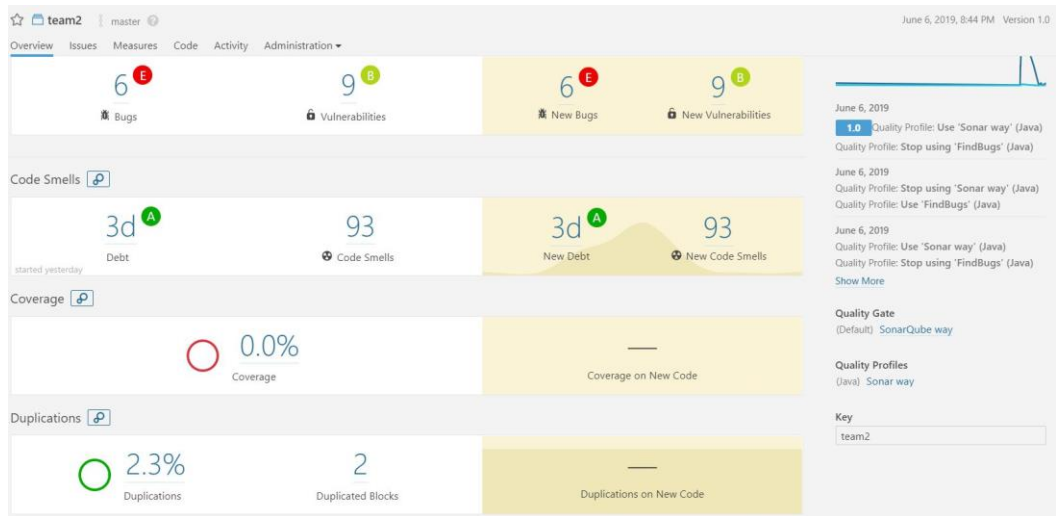 team2 master June 6, 2019, 8:44 PM Version 1.0
Overview Issues Measures Code Activity Administration
6 E 9 B 6 E 9 B
Bugs Vulnerabilities New Bugs New Vulnerabilities
Code Smells
3d A 93 3d A 93
Debt Code Smells New Debt New Code Smells
started yesterday
Coverage
0.0% —
Coverage Coverage on New Code
Duplications
2.3% 2 —
Duplications Duplicated Blocks Duplications on New Code
June 6, 2019
1.0 Quality Profile: Use 'Sonar way' (Java)
Quality Profile: Stop using 'FindBugs' (Java)
June 6, 2019
Quality Profile: Stop using 'Sonar way' (Java)
Quality Profile: Use 'FindBugs' (Java)
June 6, 2019
Quality Profile: Use 'Sonar way' (Java)
Quality Profile: Stop using 'FindBugs' (Java)
Show More
Quality Gate
(Default) SonarQube way
Quality Profiles
(Java) Sonar way
Key
team2